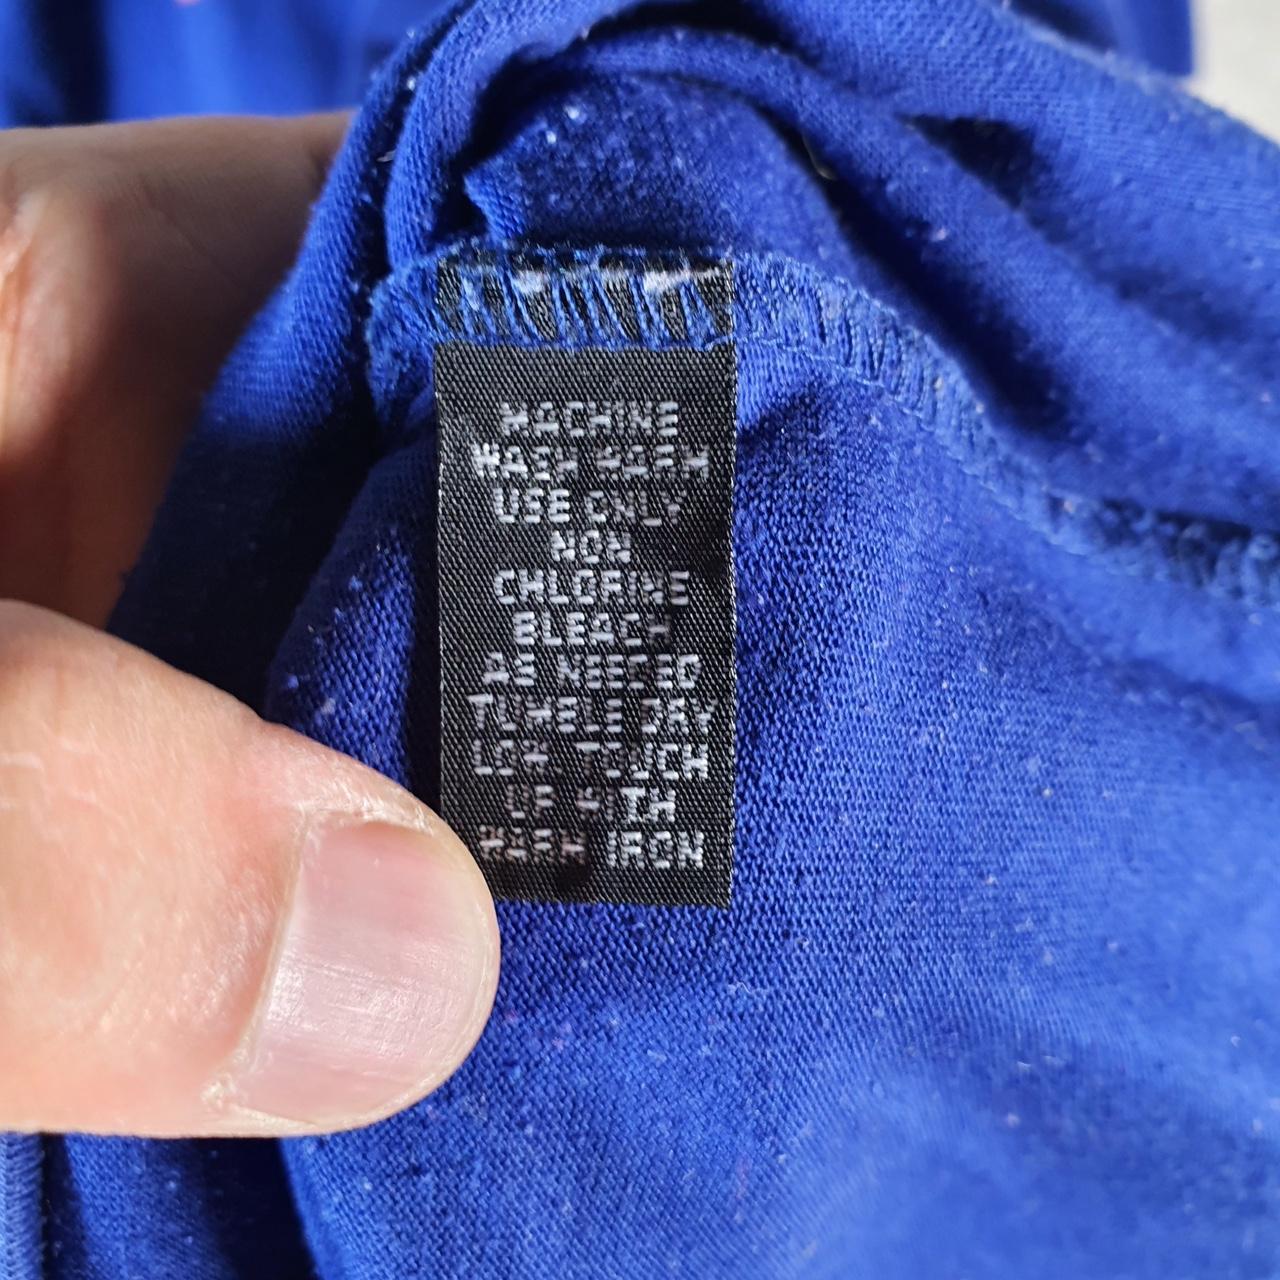 MACHINE
WASH WARM
USE ONLY
NON
CHLORINE
BLEACH
AS NEEDED
TUMBLE DRY
LOW TOUCH
UP WITH
WARM IRON